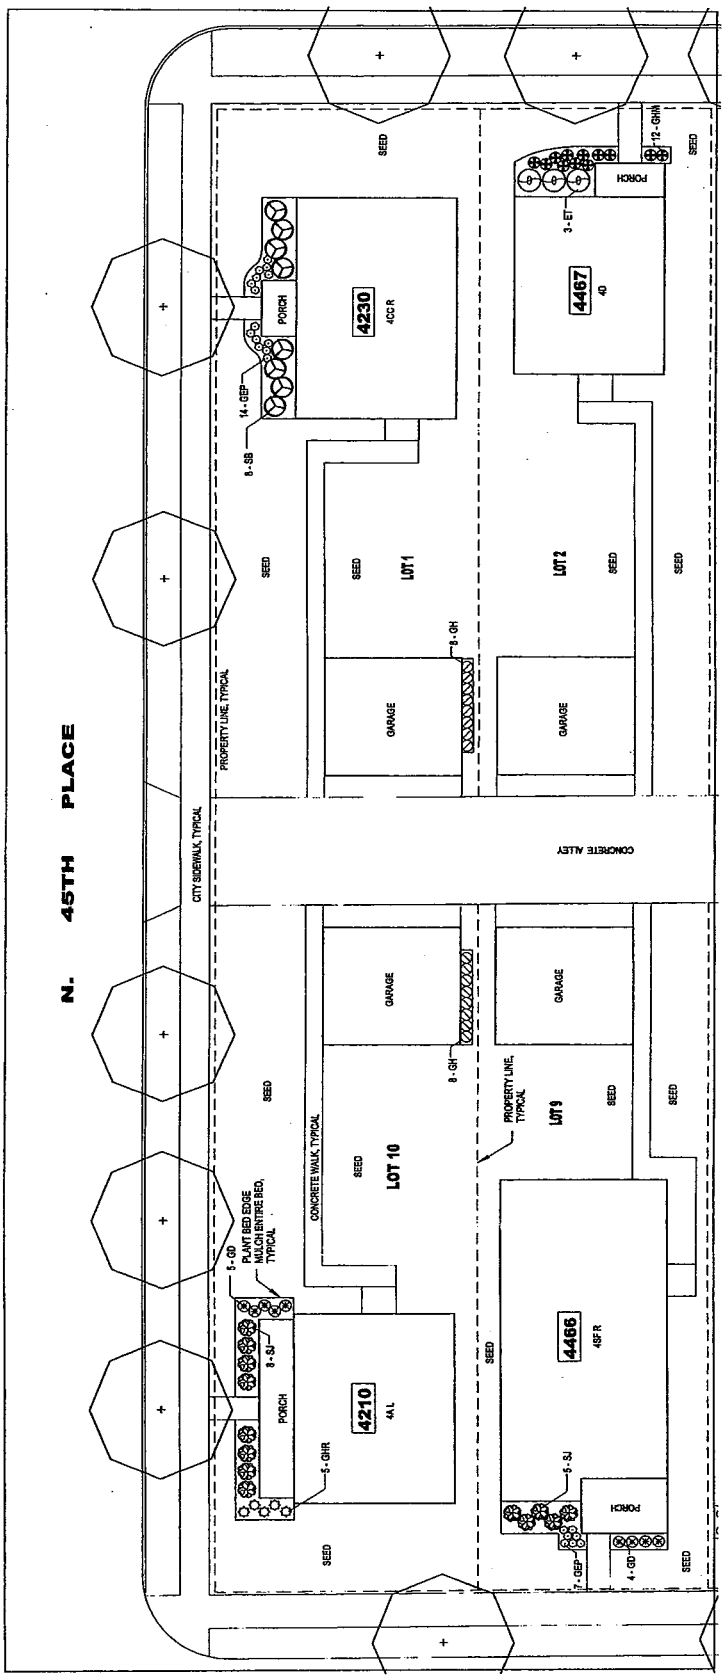 N. 45TH PLACE
CITY SIDEWALK, TYPICAL
PROPERTY LINE, TYPICAL
SEED
SEED
12 - GHM
SEED
PORCH
3 - ET
4467
4D
PORCH
4230
4CC R
14 - GEP
8 - SB
SEED
SEED
LOT 1
LOT 2
SEED
SEED
8 - GH
GARAGE
GARAGE
CONCRETE ALLEY
GARAGE
GARAGE
8 - GH
SEED
CONCRETE WALK, TYPICAL
SEED
LOT 10
PROPERTY LINE,
TYPICAL
LOT 9
SEED
SEED
PLANT BED EDGE
MULCH ENTIRE BED,
TYPICAL
5 - GD
8 - SJ
PORCH
4210
4A L
5 - GHR
SEED
SEED
4466
4SF R
5 - SJ
PORCH
7 - GEP
4 - GD
SEED